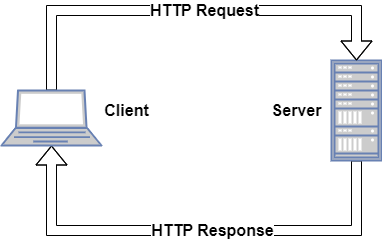 HTTP Request
Client
Server
HTTP Response